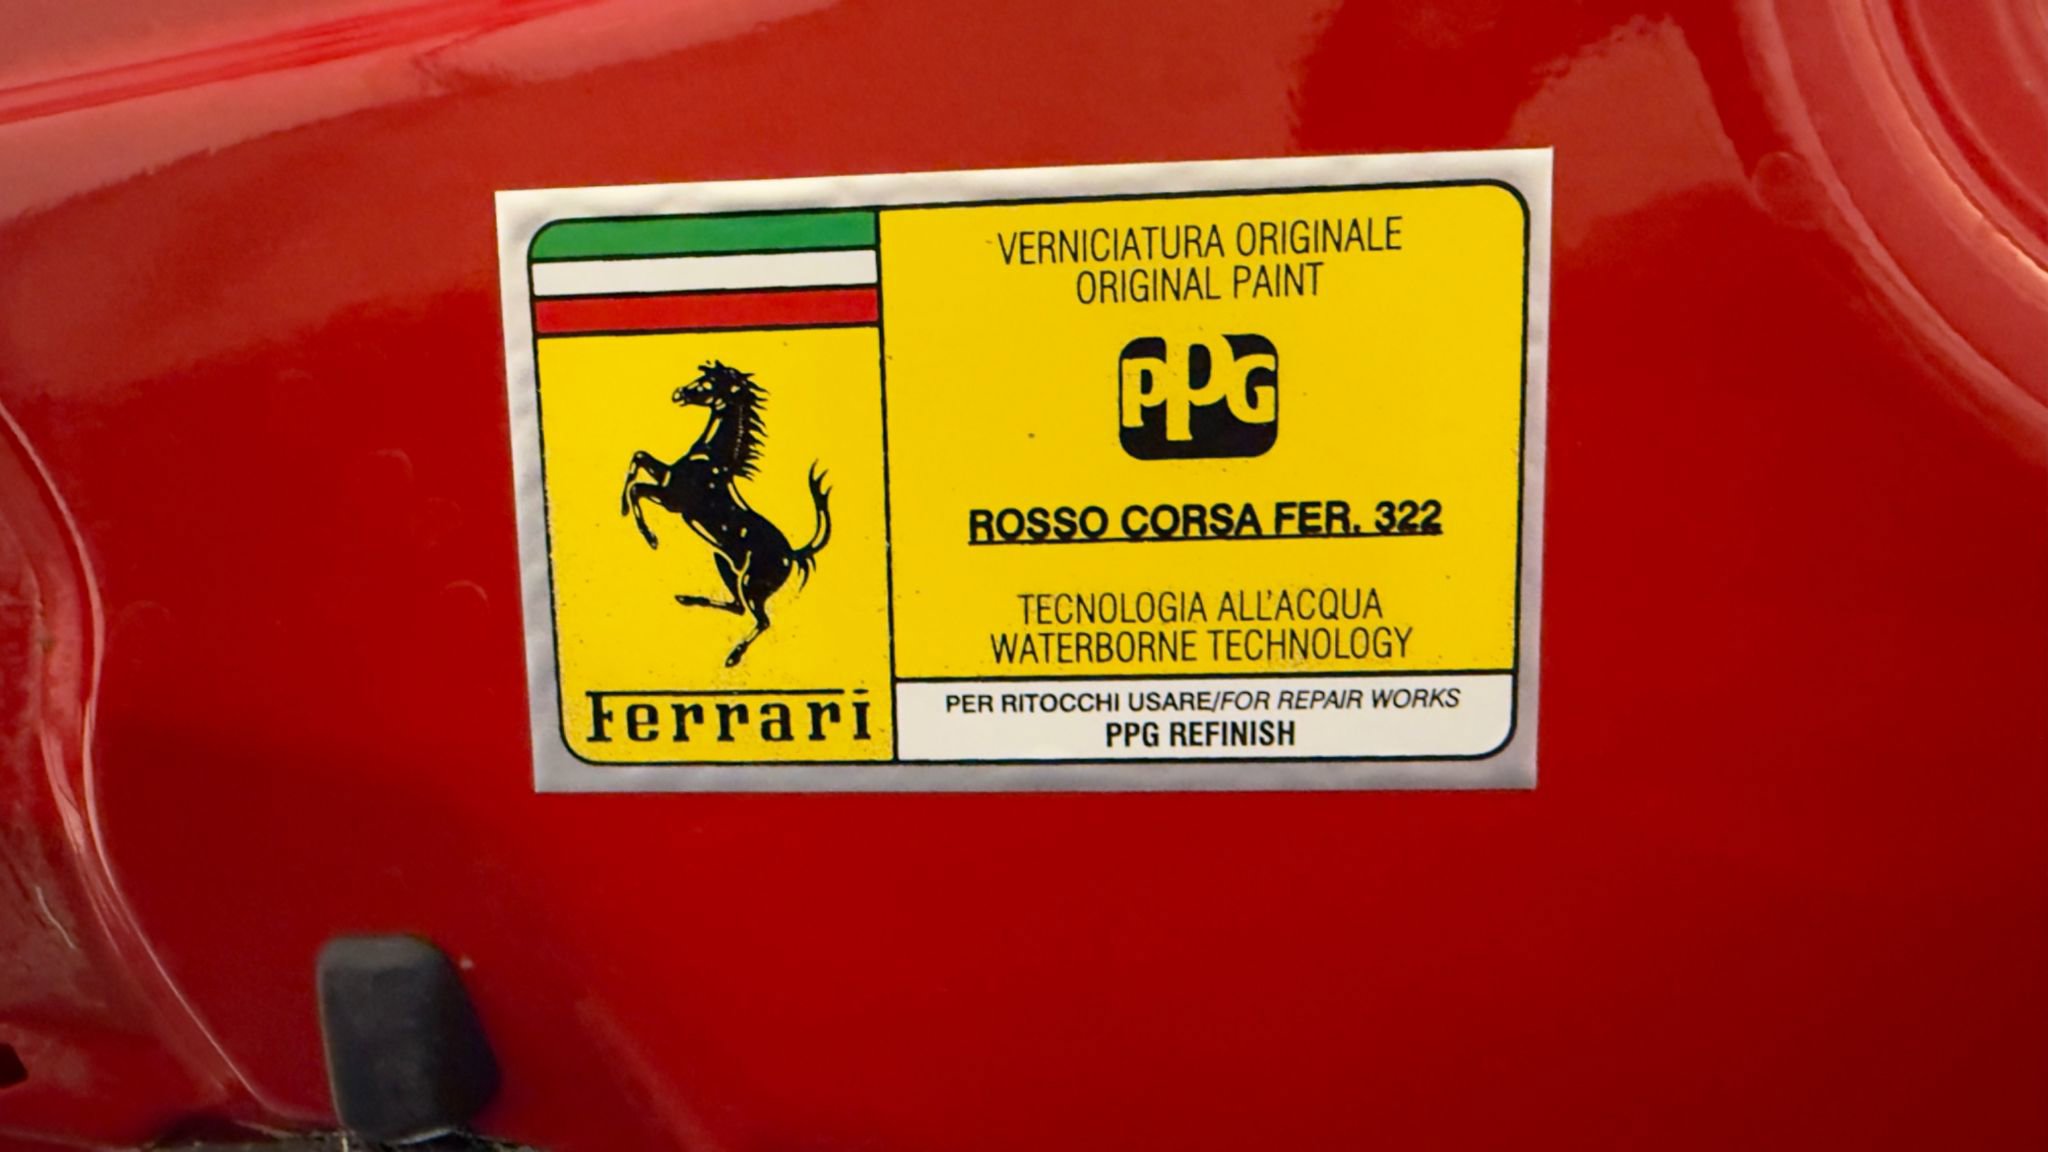 VERNICIATURA ORIGINALE
ORIGINAL PAINT
PPG
ROSSO CORSA FER. 322
TECNOLOGIA ALL'ACQUA
WATERBORNE TECHNOLOGY
Ferrari
PER RITOCCHI USARE/FOR REPAIR WORKS
PPG REFINISH